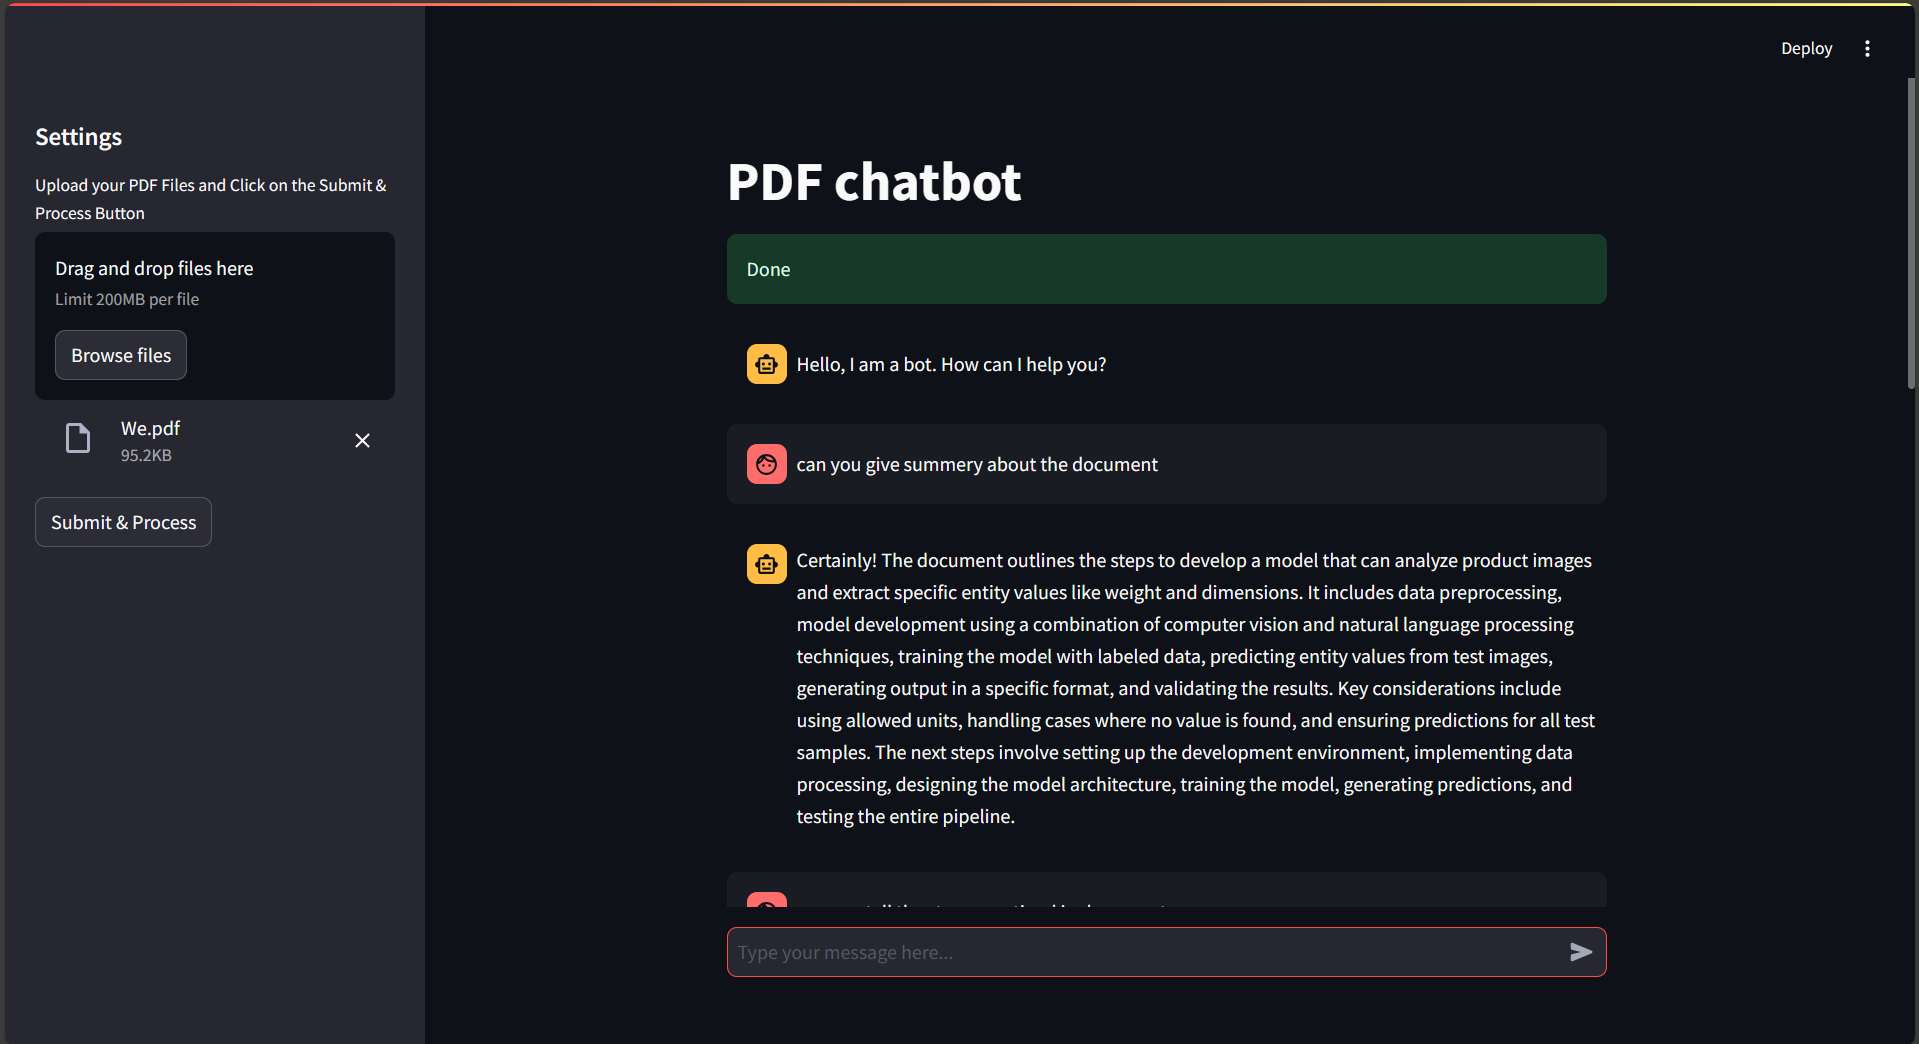 Deploy
Settings
Upload your PDF Files and Click on the Submit &
Process Button
Drag and drop files here
Limit 200MB per file
Browse files
We.pdf
95.2KB
Submit & Process
PDF chatbot
Done
Hello, I am a bot. How can I help you?
can you give summery about the document
Certainly! The document outlines the steps to develop a model that can analyze product images
and extract specific entity values like weight and dimensions. It includes data preprocessing,
model development using a combination of computer vision and natural language processing
techniques, training the model with labeled data, predicting entity values from test images,
generating output in a specific format, and validating the results. Key considerations include
using allowed units, handling cases where no value is found, and ensuring predictions for all test
samples. The next steps involve setting up the development environment, implementing data
processing, designing the model architecture, training the model, generating predictions, and
testing the entire pipeline.
Type your message here...